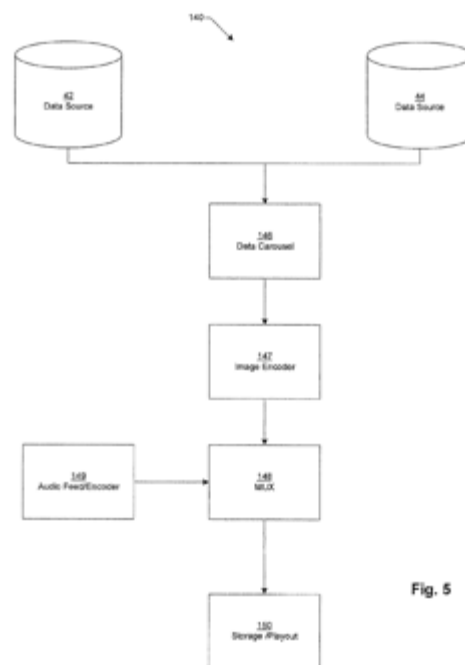 140
42
Data Source
44
Data Source
146
Data Carousel
147
Image Encoder
149
Audio Feed/Encoder
148
MUX
Fig. 5
150
Storage /Playout